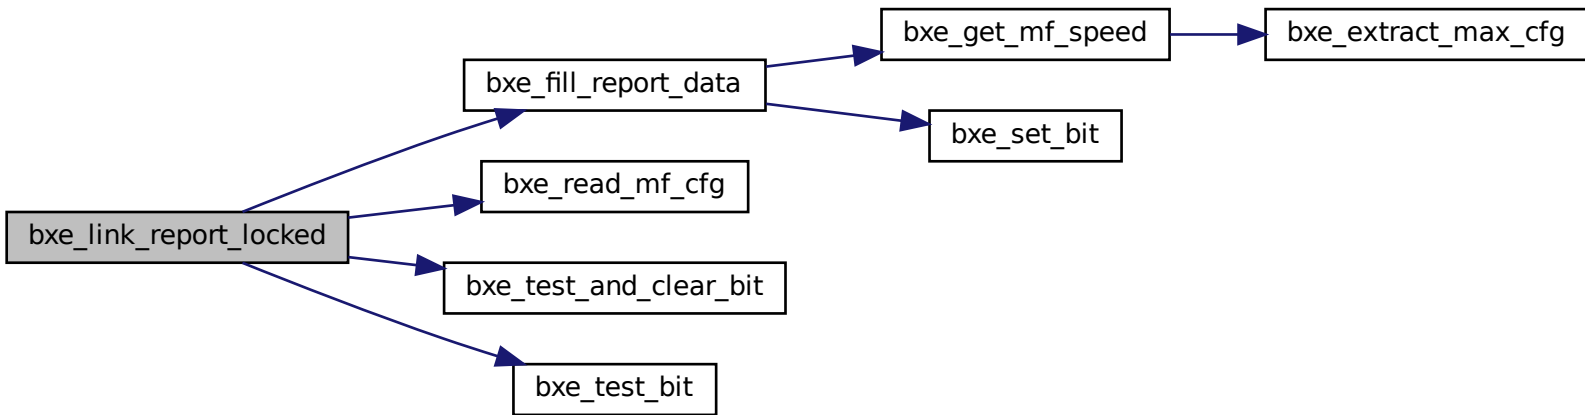 bxe_get_mf_speed
bxe_extract_max_cfg
bxe_fill_report_data
bxe_set_bit
bxe_read_mf_cfg
bxe_link_report_locked
bxe_test_and_clear_bit
bxe_test_bit